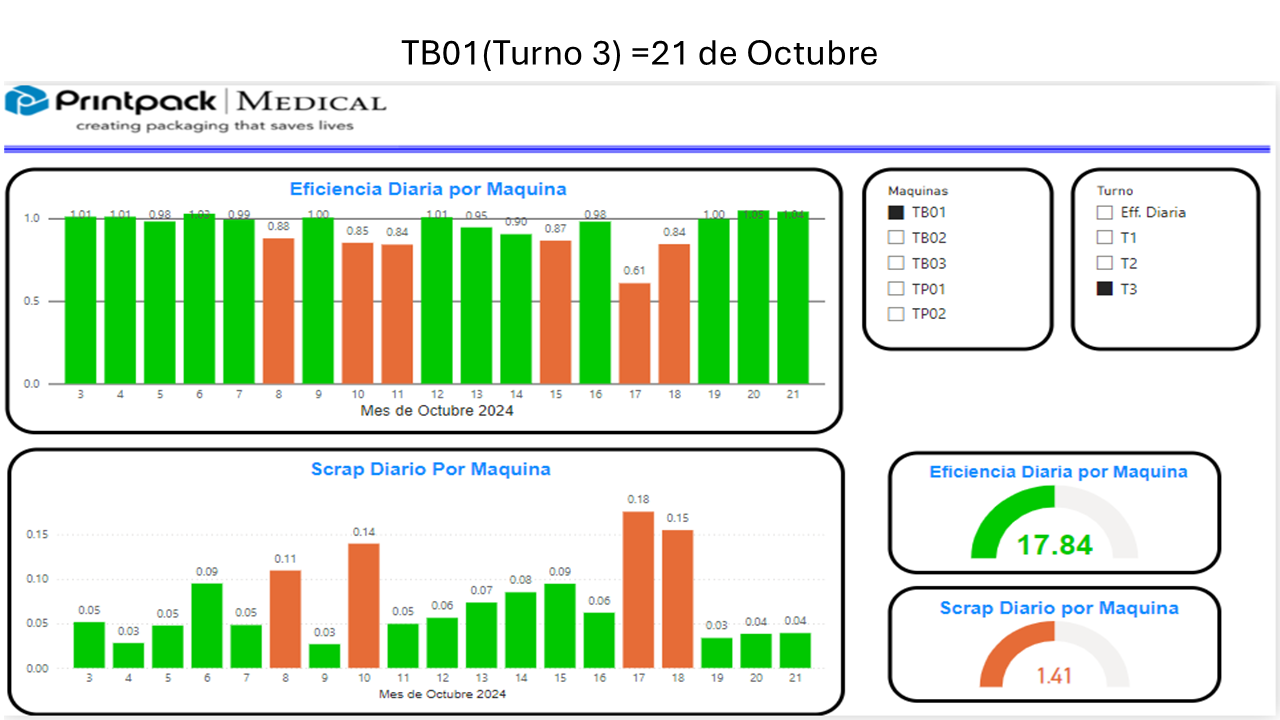 TB01(Turno 3) =21 de Octubre
Printpack | MEDICAL
creating packaging that saves lives
Eficiencia Diaria por Maquina
1.0
0.5
0.0
1.01 1.01 0.98 1.03 0.99 0.88 1.00 0.85 0.84 1.01 0.95 0.90 0.87 0.98 0.61 0.84 1.00 1.05 1.04
3 4 5 6 7 8 9 10 11 12 13 14 15 16 17 18 19 20 21
Mes de Octubre 2024
Maquinas
TB01
TB02
TB03
TP01
TP02
Turno
Eff. Diaria
T1
T2
T3
Scrap Diario Por Maquina
0.15
0.10
0.05
0.00
0.05 0.03 0.05 0.09 0.05 0.11 0.03 0.14 0.05 0.06 0.07 0.08 0.09 0.06 0.18 0.15 0.03 0.04 0.04
3 4 5 6 7 8 9 10 11 12 13 14 15 16 17 18 19 20 21
Mes de Octubre 2024
Eficiencia Diaria por Maquina
17.84
Scrap Diario por Maquina
1.41